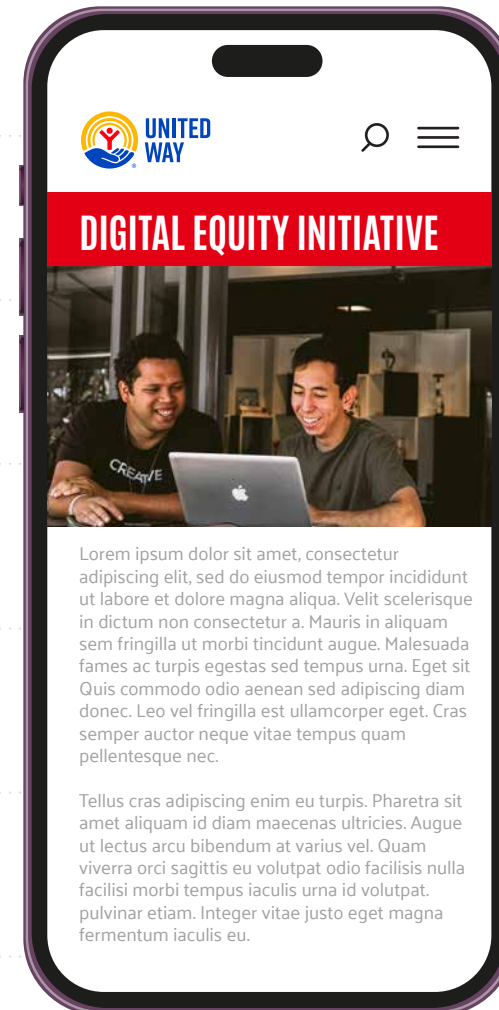 UNITED
WAY
DIGITAL EQUITY INITIATIVE
CREATIVE
Lorem ipsum dolor sit amet, consectetur
adipiscing elit, sed do eiusmod tempor incididunt
ut labore et dolore magna aliqua. Velit scelerisque
in dictum non consectetur a. Mauris in aliquam
sem fringilla ut morbi tincidunt augue. Malesuada
fames ac turpis egestas sed tempus urna. Eget sit
Quis commodo odio aenean sed adipiscing diam
donec. Leo vel fringilla est ullamcorper eget. Cras
semper auctor neque vitae tempus quam
pellentesque nec.
Tellus cras adipiscing enim eu turpis. Pharetra sit
amet aliquam id diam maecenas ultricies. Augue
ut lectus arcu bibendum at varius vel. Quam
viverra orci sagittis eu volutpat odio facilisis nulla
facilisi morbi tempus iaculis urna id volutpat.
pulvinar etiam. Integer vitae justo eget magna
fermentum iaculis eu.